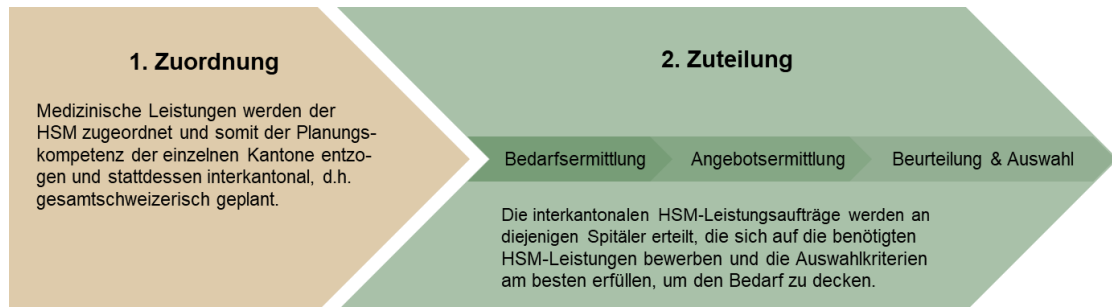 1. Zuordnung
Medizinische Leistungen werden der
HSM zugeordnet und somit der Planungs-
kompetenz der einzelnen Kantone entzo-
gen und stattdessen interkantonal, d.h.
gesamtschweizerisch geplant.
2. Zuteilung
Bedarfsermittlung
Angebotsermittlung
Beurteilung & Auswahl
Die interkantonalen HSM-Leistungsaufträge werden an
diejenigen Spitäler erteilt, die sich auf die benötigten
HSM-Leistungen bewerben und die Auswahlkriterien
am besten erfüllen, um den Bedarf zu decken.